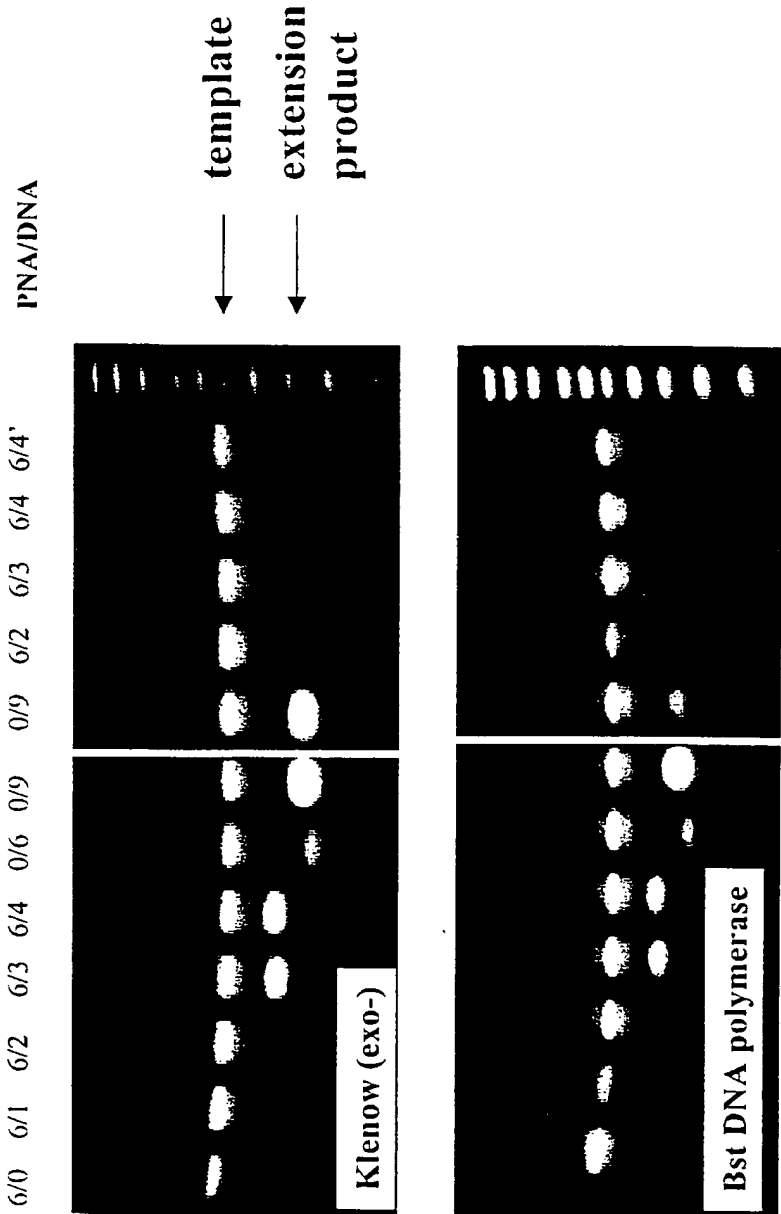 PNA/DNA
6/0 6/1 6/2 6/3 6/4 0/6 0/9 0/9 6/2 6/3 6/4 6/4'
template
extension
product
Klenow (exo-)
Bst DNA polymerase